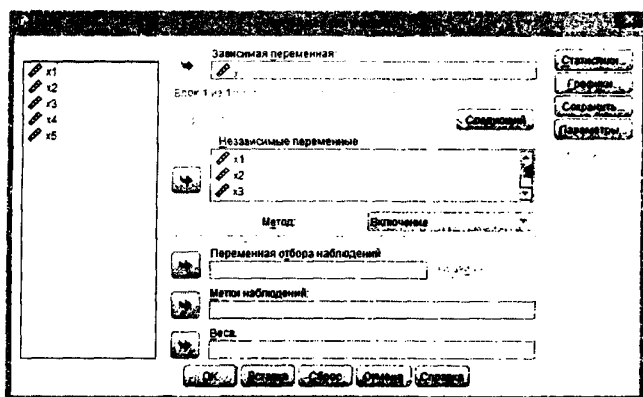 x1
x2
x3
x4
x5
Зависимая переменная:
Блок 1 из 1
Следующий
Независимые переменные
x1
x2
x3
Метод:
Включение
Переменная отбора наблюдений
Метки наблюдений:
Веса:
Статистики...
Графики...
Сохранить...
Параметры...
OK
Вставка
Сброс
Отмена
Справка